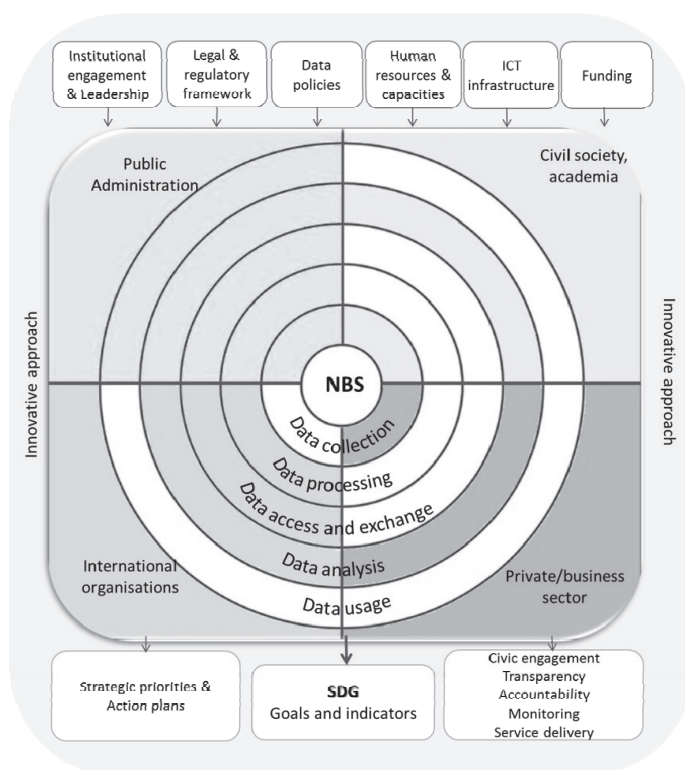 Institutional
engagement
& Leadership
Legal &
regulatory
framework
Data
policies
Human
resources &
capacities
ICT
infrastructure
Funding
Public
Administration
Civil society,
academia
Innovative approach
Innovative approach
NBS
Data collection
Data processing
Data access and exchange
Data analysis
Data usage
International
organisations
Private/business
sector
Strategic priorities &
Action plans
SDG
Goals and indicators
Civic engagement
Transparency
Accountability
Monitoring
Service delivery